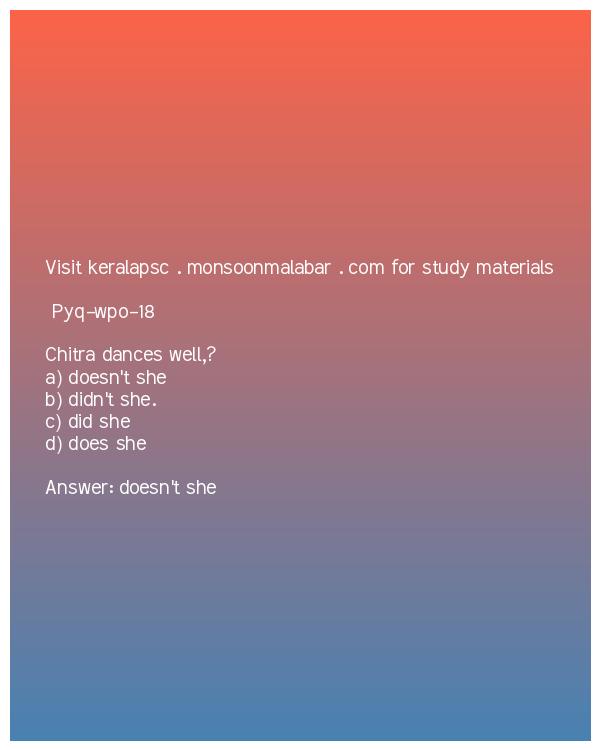 Visit keralapsc . monsoonmalabar . com for study materials
Pyq-wpo-18
Chitra dances well,?
a) doesn't she
b) didn't she.
c) did she
d) does she
Answer: doesn't she